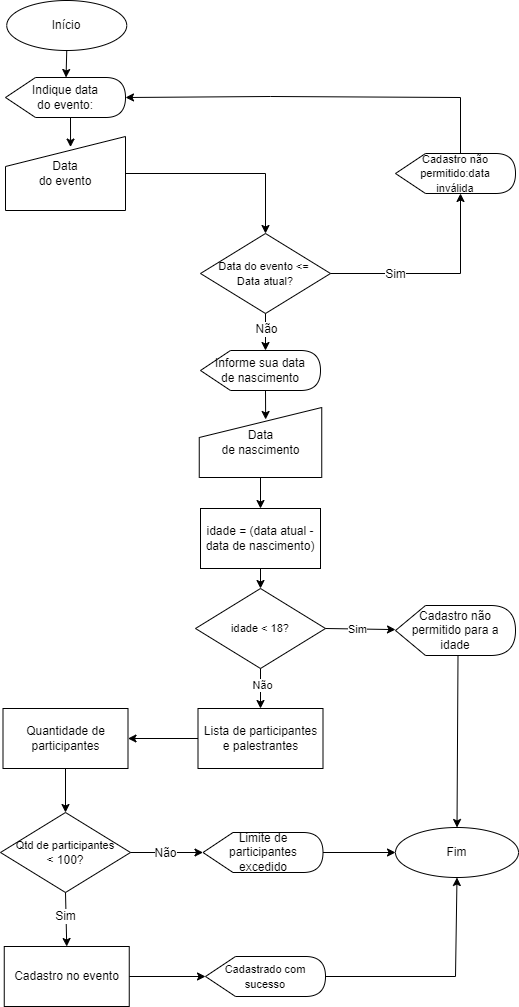 Início
Indique data
do evento:
Data
do evento
Cadastro não
permitido:data
inválida
Data do evento <=
Data atual?
Sim
Não
Informe sua data
de nascimento
Data
de nascimento
idade = (data atual -
data de nascimento)
idade < 18?
Sim
Cadastro não
permitido para a
idade
Não
Lista de participantes
e palestrantes
Quantidade de
participantes
Qtd de participantes
< 100?
Não
Limite de
participantes
excedido
Fim
Sim
Cadastro no evento
Cadastrado com
sucesso